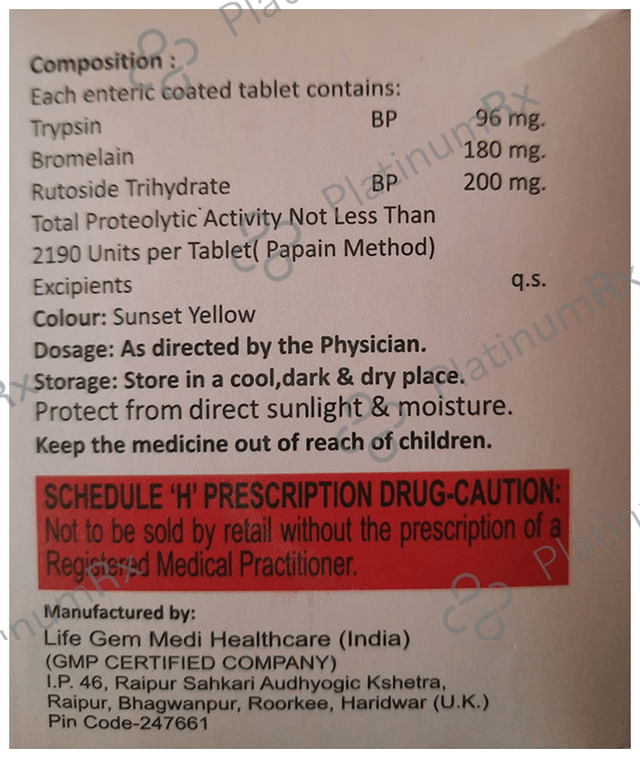 Composition :
Each enteric coated tablet contains:
Trypsin BP 96 mg.
Bromelain 180 mg.
Rutoside Trihydrate BP 200 mg.
Total Proteolytic Activity Not Less Than
2190 Units per Tablet( Papain Method)
Excipients q.s.
Colour: Sunset Yellow
Dosage: As directed by the Physician.
Storage: Store in a cool,dark & dry place.
Protect from direct sunlight & moisture.
Keep the medicine out of reach of children.
SCHEDULE ‘H’ PRESCRIPTION DRUG-CAUTION:
Not to be sold by retail without the prescription of a
Registered Medical Practitioner.
Manufactured by:
Life Gem Medi Healthcare (India)
(GMP CERTIFIED COMPANY)
I.P. 46, Raipur Sahkari Audhyogic Kshetra,
Raipur, Bhagwanpur, Roorkee, Haridwar (U.K.)
Pin Code-247661
PlatinumRx
PlatinumRx
PlatinumRx